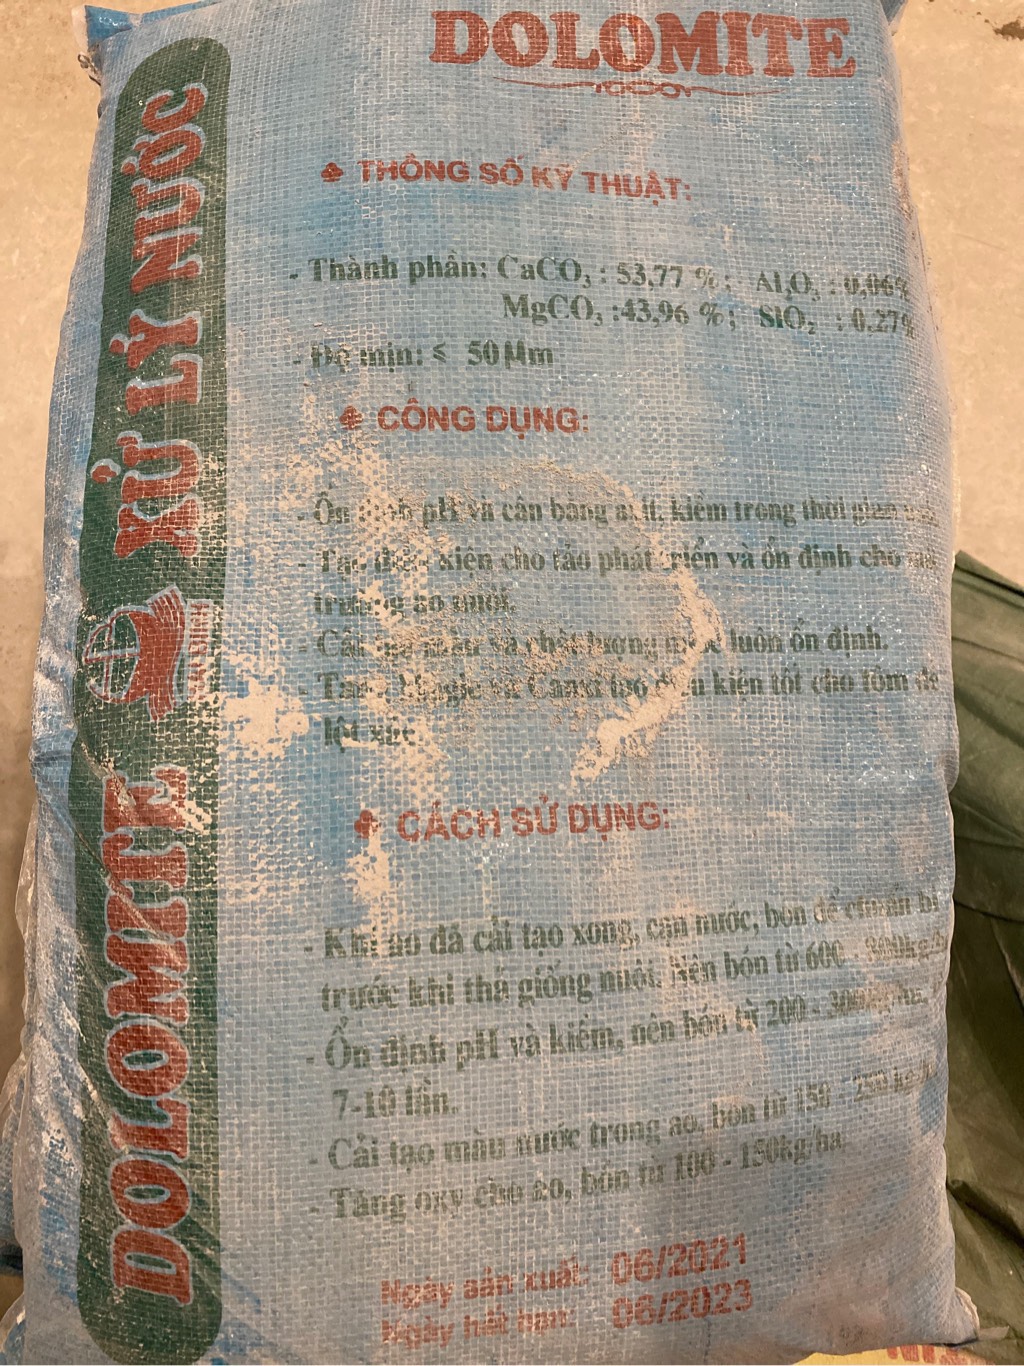 DOLOMITE
THÔNG SỐ KỸ THUẬT:
- Thành phần: CaCO₃ : 53,77 % ; Al₂O₃ : 0,06%
MgCO₃ :43,96 % ; SiO₂ : 0.27%
- Độ mịn: ≤ 50µm
CÔNG DỤNG:
- Ổn định pH và cân bằng axít, kiềm trong thời gian
- Tạo điều kiện cho tảo phát triển và ổn định cho
trường ao nuôi.
- màu và chất lượng nước luôn ổn định.
- Tăng Magie và Canxi tạo điều kiện tốt cho tôm
lột xác
CÁCH SỬ DỤNG:
- Khi ao đã cải tạo xong, cạn nước, bón để chuẩn bị
trước khi thả giống nuôi. Nên bón từ 600 -
- Ổn định pH và kiềm, nên bón từ 200 -
7-10 lần.
- Cải tạo màu nước trong ao, bón từ 150 -
- Tăng oxy cho ao, bón từ 100 - 150kg/ha.
Ngày sản xuất: 06/2021
Ngày hết hạn: 06/2023
DOLOMITE XỬ LÝ NƯỚC